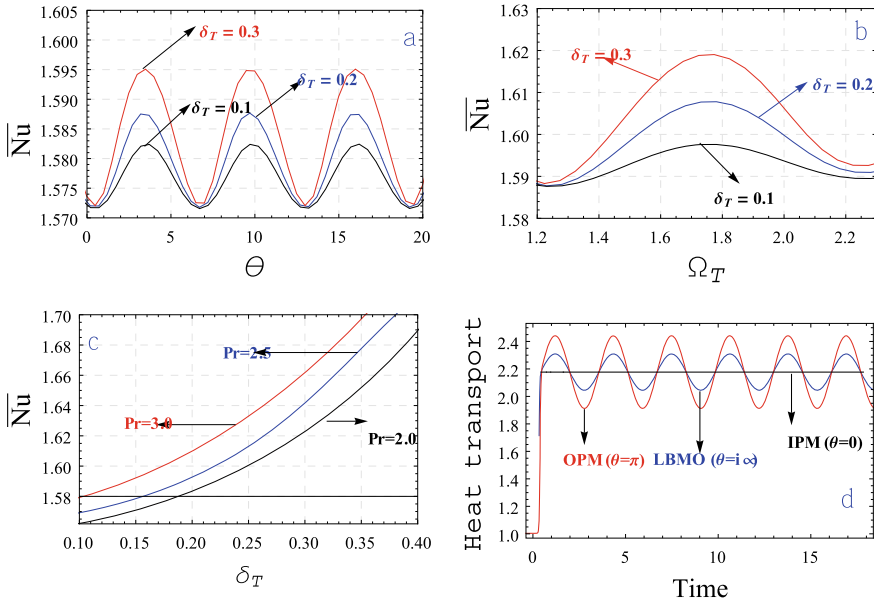 1.605
1.600
1.595
1.590
1.585
1.580
1.575
1.570
0
5
10
15
20
Nu
θ
a
δT = 0.3
δT = 0.2
δT = 0.1
1.63
1.62
1.61
1.60
1.59
1.58
1.2
1.4
1.6
1.8
2.0
2.2
Nu
ΩT
b
δT = 0.3
δT = 0.2
δT = 0.1
1.70
1.68
1.66
1.64
1.62
1.60
1.58
0.10
0.15
0.20
0.25
0.30
0.35
0.40
Nu
δT
c
Pr=2.5
Pr=3.0
Pr=2.0
2.4
2.2
2.0
1.8
1.6
1.4
1.2
1.0
0
5
10
15
Heat transport
Time
OPM (θ=π)
LBMO (θ=i ∞)
IPM (θ=0)
d